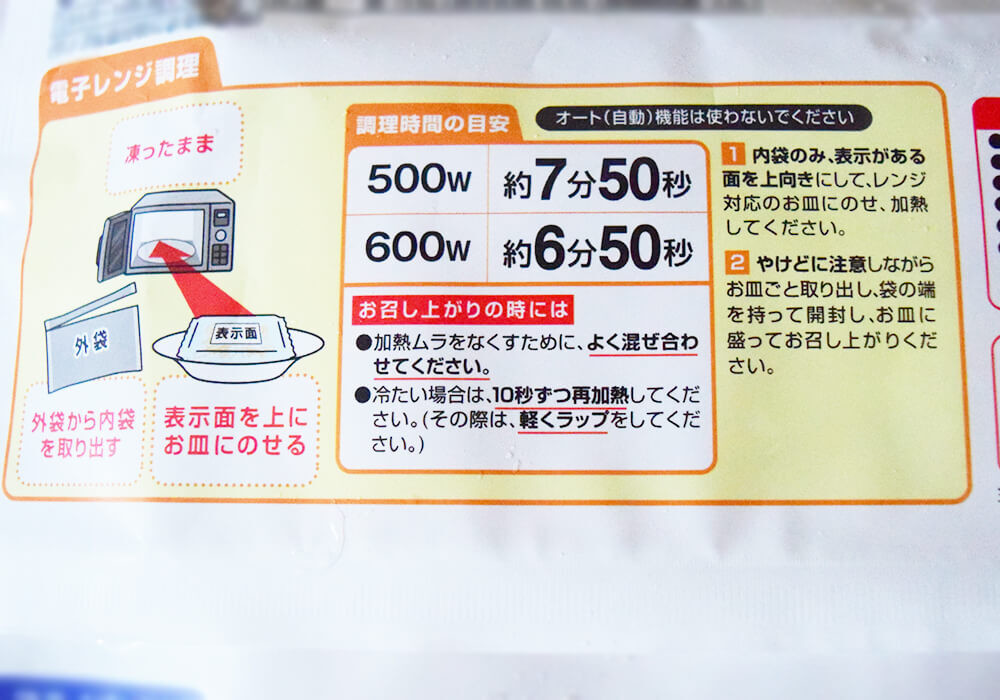 電子レンジ調理
凍ったまま
外袋
表示面
外袋から内袋
を取り出す
表示面を上に
お皿にのせる
調理時間の目安
オート(自動)機能は使わないでください
500W 約7分50秒
600W 約6分50秒
お召し上がりの時には
●加熱ムラをなくすために、よく混ぜ合わ
せてください。
●冷たい場合は、10秒ずつ再加熱してくだ
さい。(その際は、軽くラップをしてくだ
さい。)
1 内袋のみ、表示がある
面を上向きにして、レンジ
対応のお皿にのせ、加熱
してください。
2 やけどに注意しながら
お皿ごと取り出し、袋の端
を持って開封し、お皿に
盛ってお召し上がりくだ
さい。